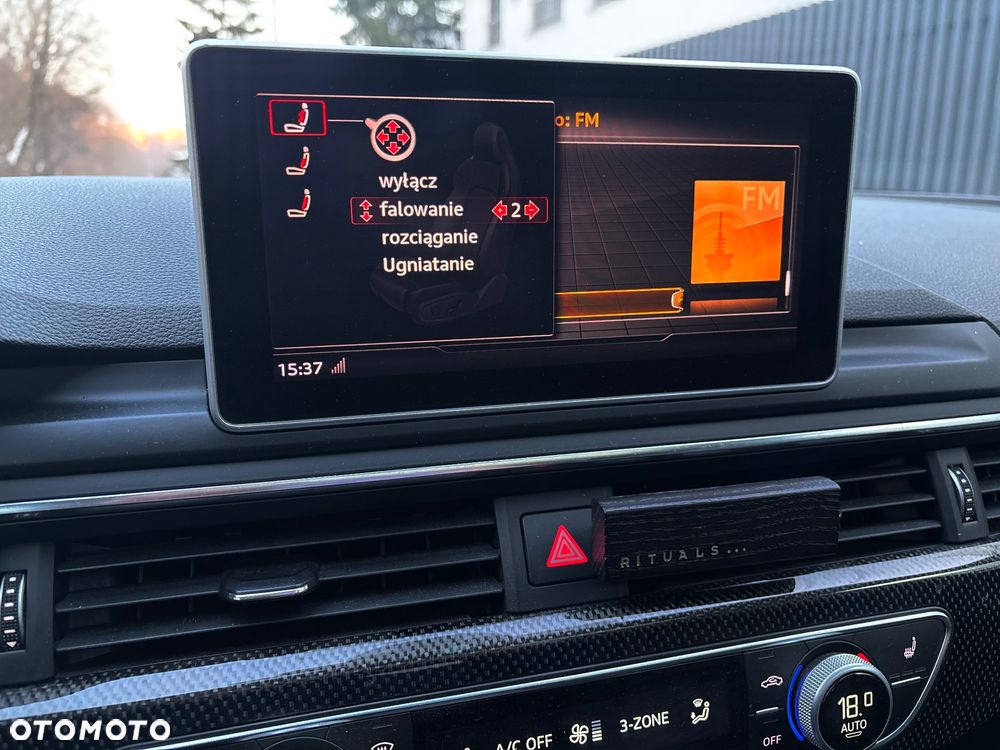 o: FM
FM
wyłącz
falowanie 2
rozciąganie
Ugniatanie
15:37
RITUALS...
18.0
AUTO
3-ZONE
A/C OFF
OFF
OTOMOTO